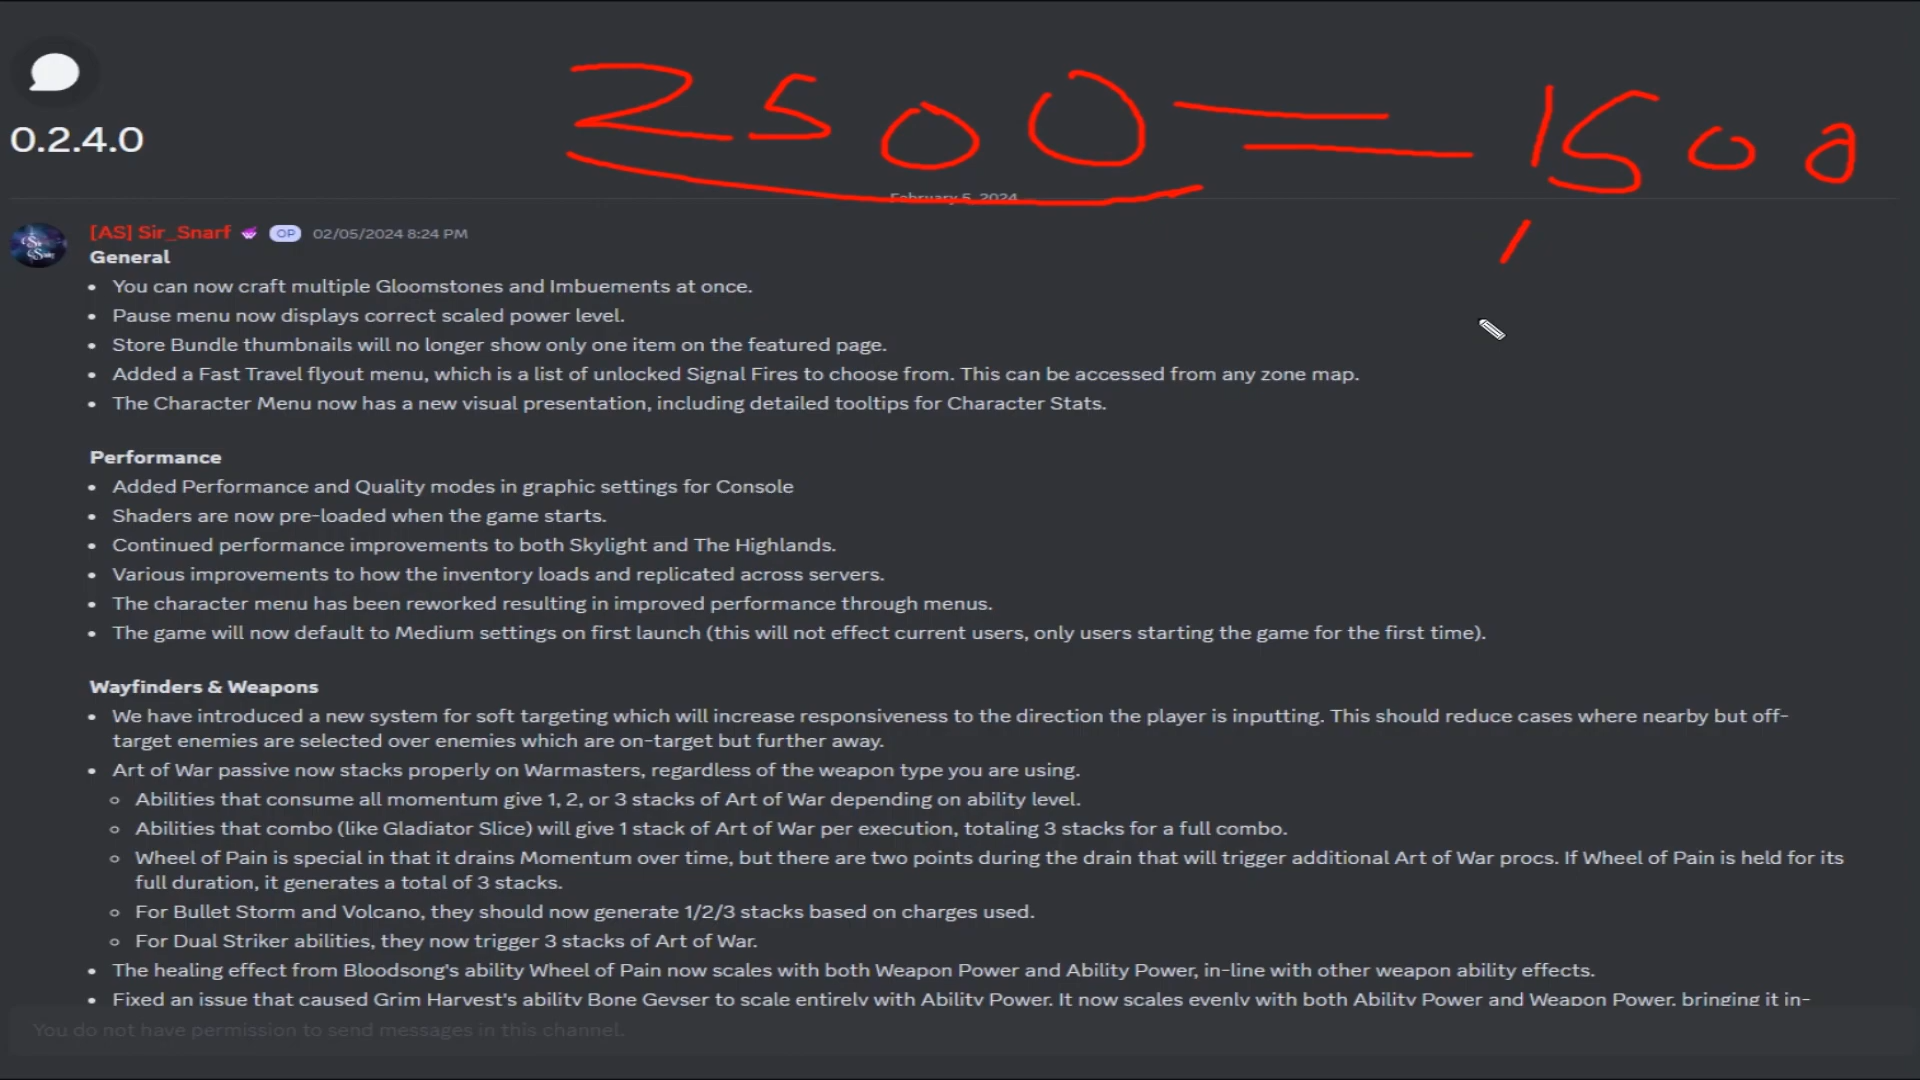 2500 = 1500
0.2.4.0
February 5, 2024
[AS] Sir_Snarf OP 02/05/2024 8:24 PM
General
• You can now craft multiple Gloomstones and Imbuements at once.
• Pause menu now displays correct scaled power level.
• Store Bundle thumbnails will no longer show only one item on the featured page.
• Added a Fast Travel flyout menu, which is a list of unlocked Signal Fires to choose from. This can be accessed from any zone map.
• The Character Menu now has a new visual presentation, including detailed tooltips for Character Stats.
Performance
• Added Performance and Quality modes in graphic settings for Console
• Shaders are now pre-loaded when the game starts.
• Continued performance improvements to both Skylight and The Highlands.
• Various improvements to how the inventory loads and replicated across servers.
• The character menu has been reworked resulting in improved performance through menus.
• The game will now default to Medium settings on first launch (this will not effect current users, only users starting the game for the first time).
Wayfinders & Weapons
• We have introduced a new system for soft targeting which will increase responsiveness to the direction the player is inputting. This should reduce cases where nearby but off-
target enemies are selected over enemies which are on-target but further away.
• Art of War passive now stacks properly on Warmasters, regardless of the weapon type you are using.
◦ Abilities that consume all momentum give 1, 2, or 3 stacks of Art of War depending on ability level.
◦ Abilities that combo (like Gladiator Slice) will give 1 stack of Art of War per execution, totaling 3 stacks for a full combo.
◦ Wheel of Pain is special in that it drains Momentum over time, but there are two points during the drain that will trigger additional Art of War procs. If Wheel of Pain is held for its
full duration, it generates a total of 3 stacks.
◦ For Bullet Storm and Volcano, they should now generate 1/2/3 stacks based on charges used.
◦ For Dual Striker abilities, they now trigger 3 stacks of Art of War.
• The healing effect from Bloodsong's ability Wheel of Pain now scales with both Weapon Power and Ability Power, in-line with other weapon ability effects.
• Fixed an issue that caused Grim Harvest's ability Bone Geyser to scale entirely with Ability Power. It now scales evenly with both Ability Power and Weapon Power, bringing it in-
You do not have permission to send messages in this channel.